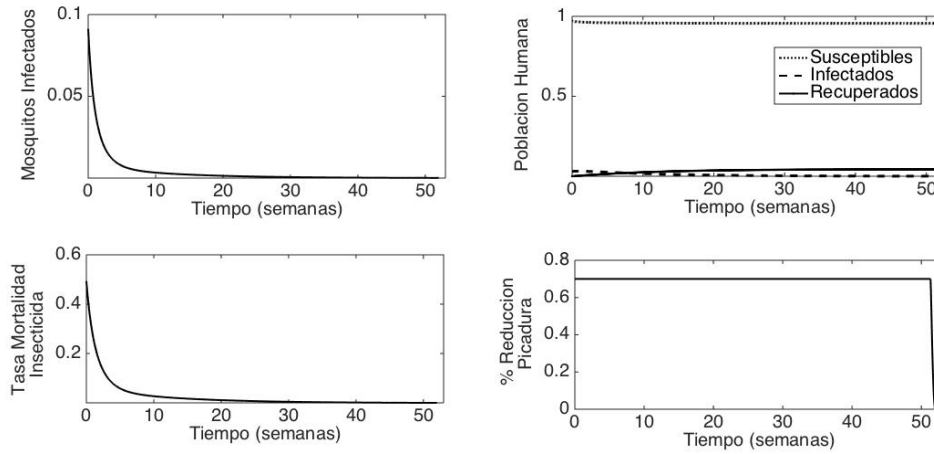 Mosquitos Infectados
0.1
0.05
0 10 20 30 40 50
Tiempo (semanas)
Poblacion Humana
1
0.5
Susceptibles
Infectados
Recuperados
0 10 20 30 40 50
Tiempo (semanas)
Tasa Mortalidad
Insecticida
0.6
0.4
0.2
0 10 20 30 40 50
Tiempo (semanas)
% Reduccion
Picadura
0.8
0.6
0.4
0.2
0
0 10 20 30 40 50
Tiempo (semanas)